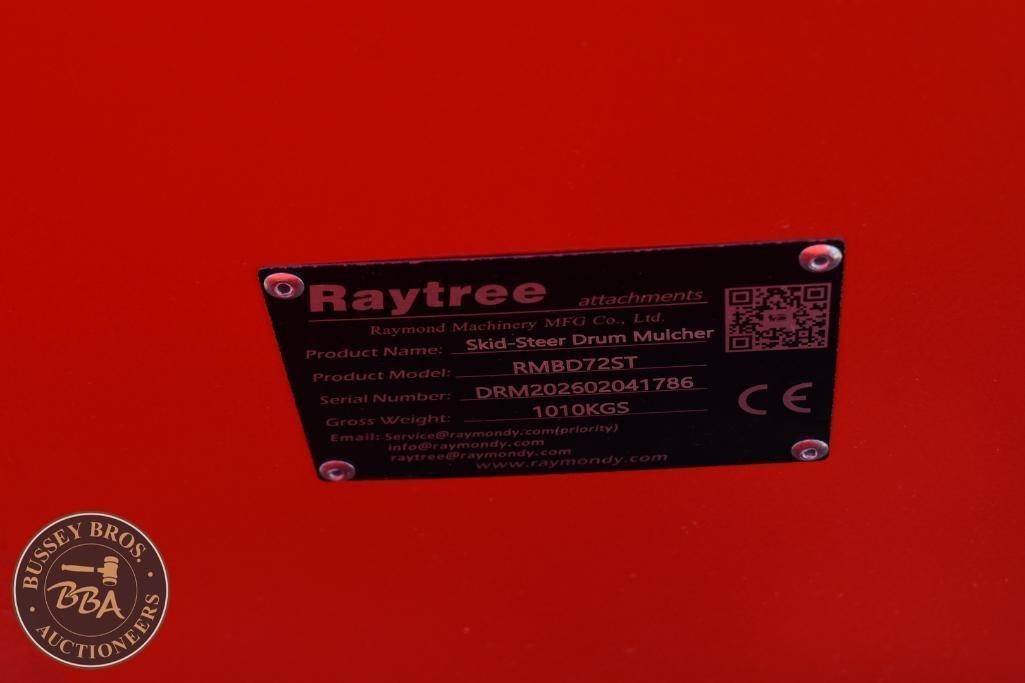 Raytree attachments
Raymond Machinery MFG Co., Ltd.
Product Name: Skid-Steer Drum Mulcher
Product Model: RMBD72ST
Serial Number: DRM202602041786
Gross Weight: 1010KGS
Email: Service@raymondy.com(priority)
info@raymondy.com
raytree@raymondy.com
www.raymondy.com
CE
BUSSEY BROS.
BBA
AUCTIONEERS